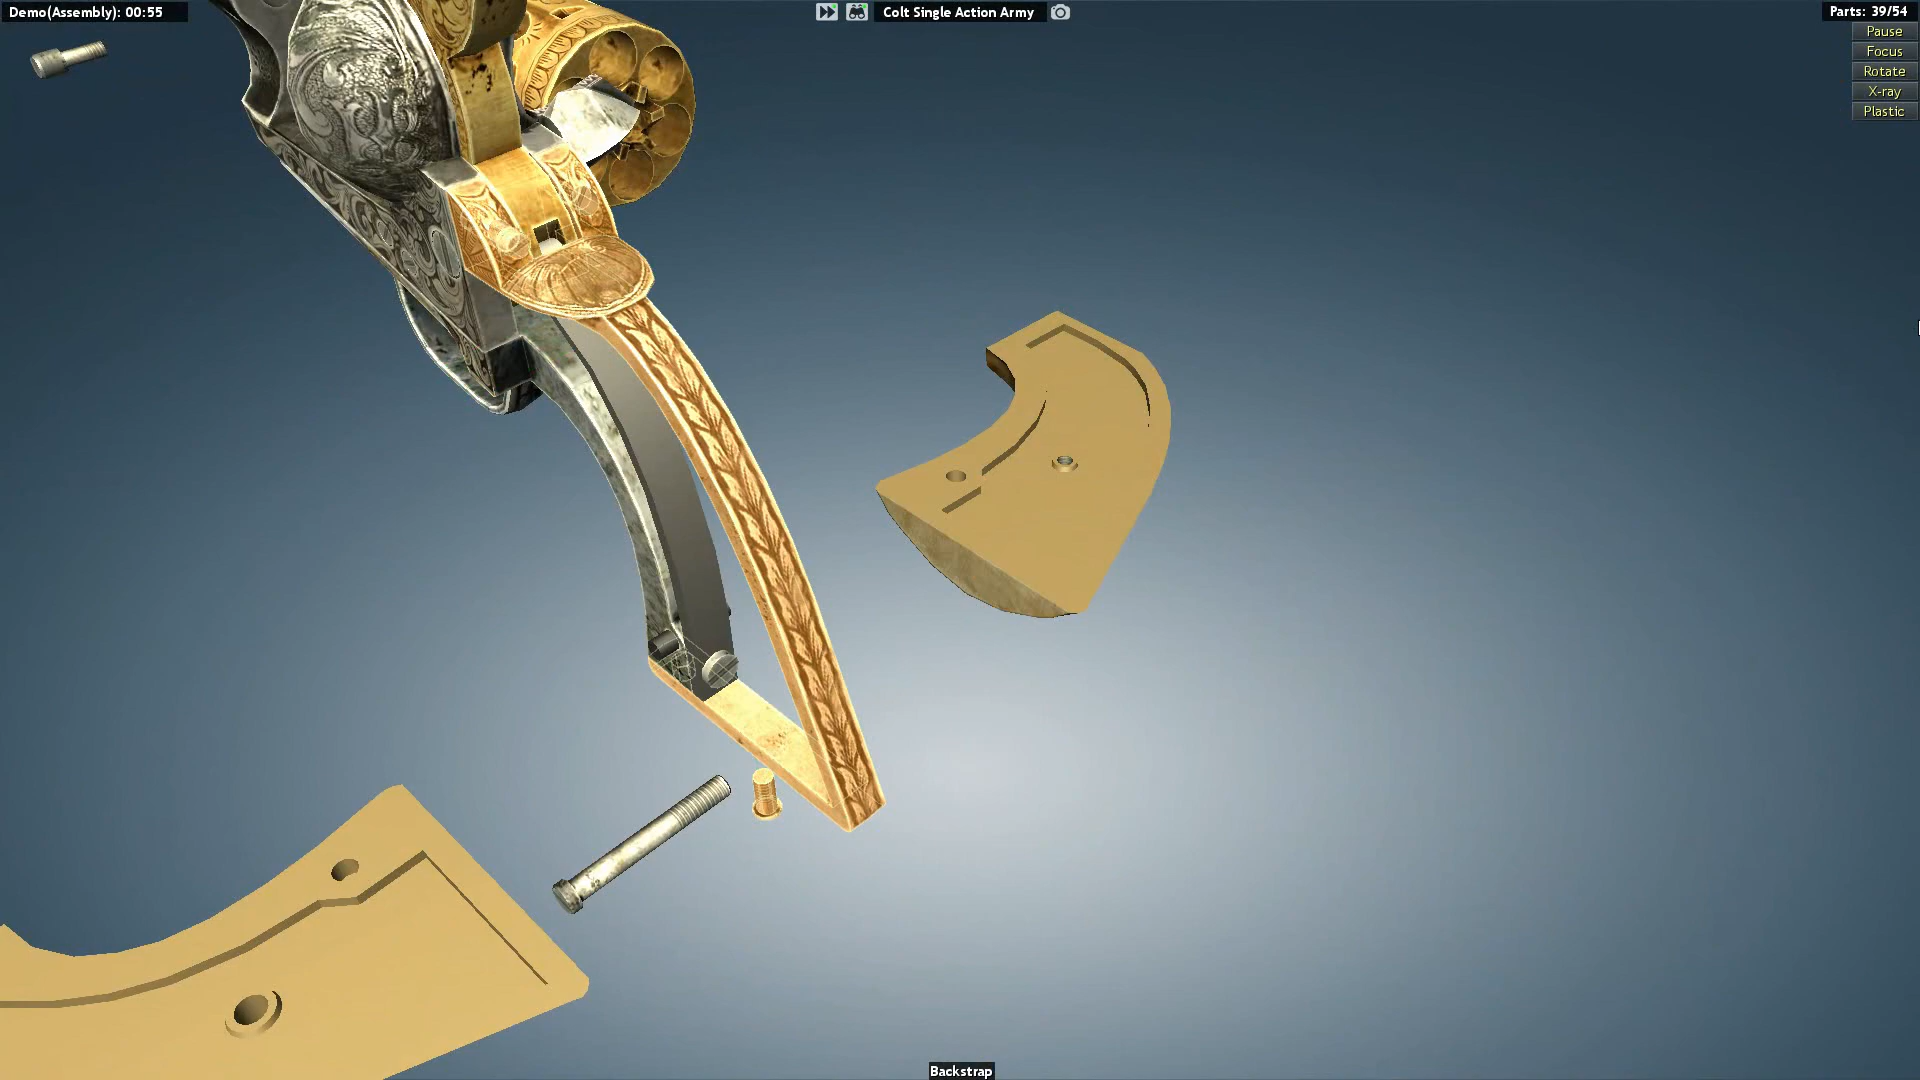 Demo(Assembly): 00:55
Colt Single Action Army
Parts: 39/54
Pause
Focus
Rotate
X-ray
Plastic
Backstrap